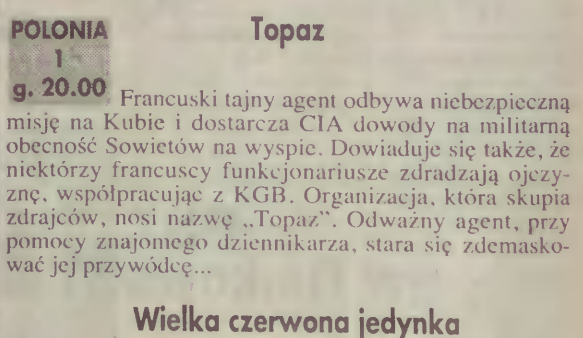 POLONIA
1
g. 20.00
Topaz
Francuski tajny agent odbywa niebezpieczną
misję na Kubie i dostarcza CIA dowody na militarną
obecność Sowietów na wyspie. Dowiaduje się także, że
niektórzy francuscy funkcjonariusze zdradzają ojczy-
znę, współpracując z KGB. Organizacja, która skupia
zdrajców, nosi nazwę „Topaz”. Odważny agent, przy
pomocy znajomego dziennikarza, stara się zdemasko-
wać jej przywódcę...
Wielka czerwona jedynka